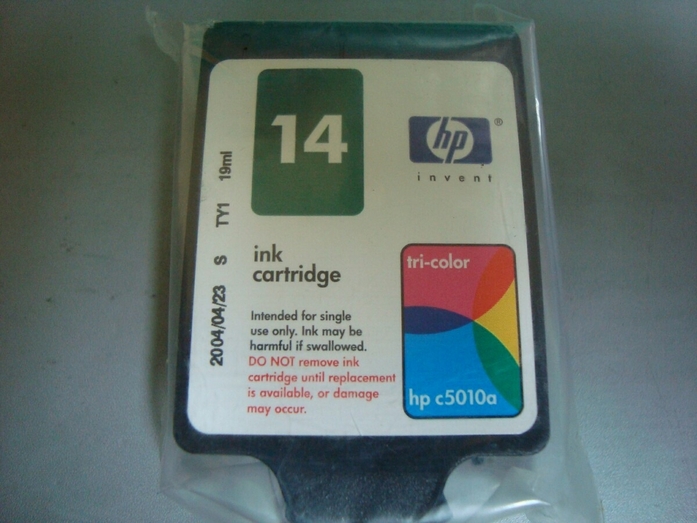 14
hp®
invent
2004/04/23 S TY1 19ml
ink
cartridge
tri-color
hp c5010a
Intended for single
use only. Ink may be
harmful if swallowed.
DO NOT remove ink
cartridge until replacement
is available, or damage
may occur.